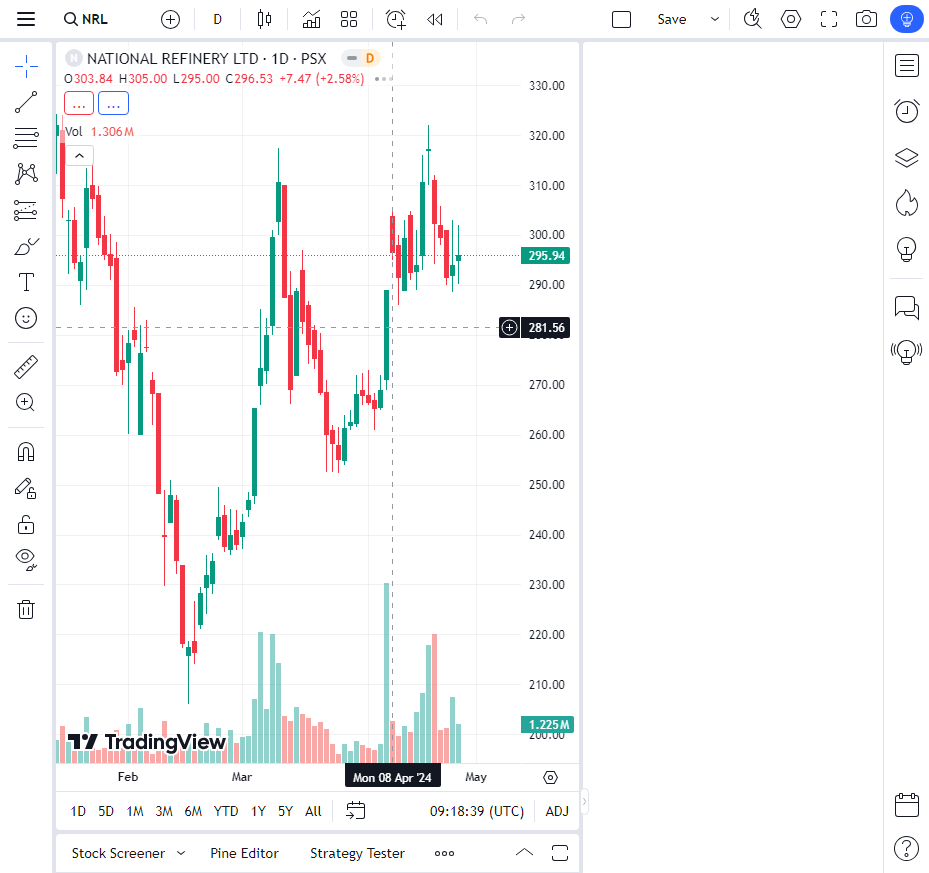 NRL D Save
N NATIONAL REFINERY LTD · 1D · PSX D
O303.84 H305.00 L295.00 C296.53 +7.47 (+2.58%)
... ...
Vol 1.306M
330.00
320.00
310.00
300.00
295.94
290.00
281.56
270.00
260.00
250.00
240.00
230.00
220.00
210.00
1.225M
200.00
TradingView
Feb Mar Mon 08 Apr '24 May
1D 5D 1M 3M 6M YTD 1Y 5Y All 09:18:39 (UTC) ADJ
Stock Screener Pine Editor Strategy Tester